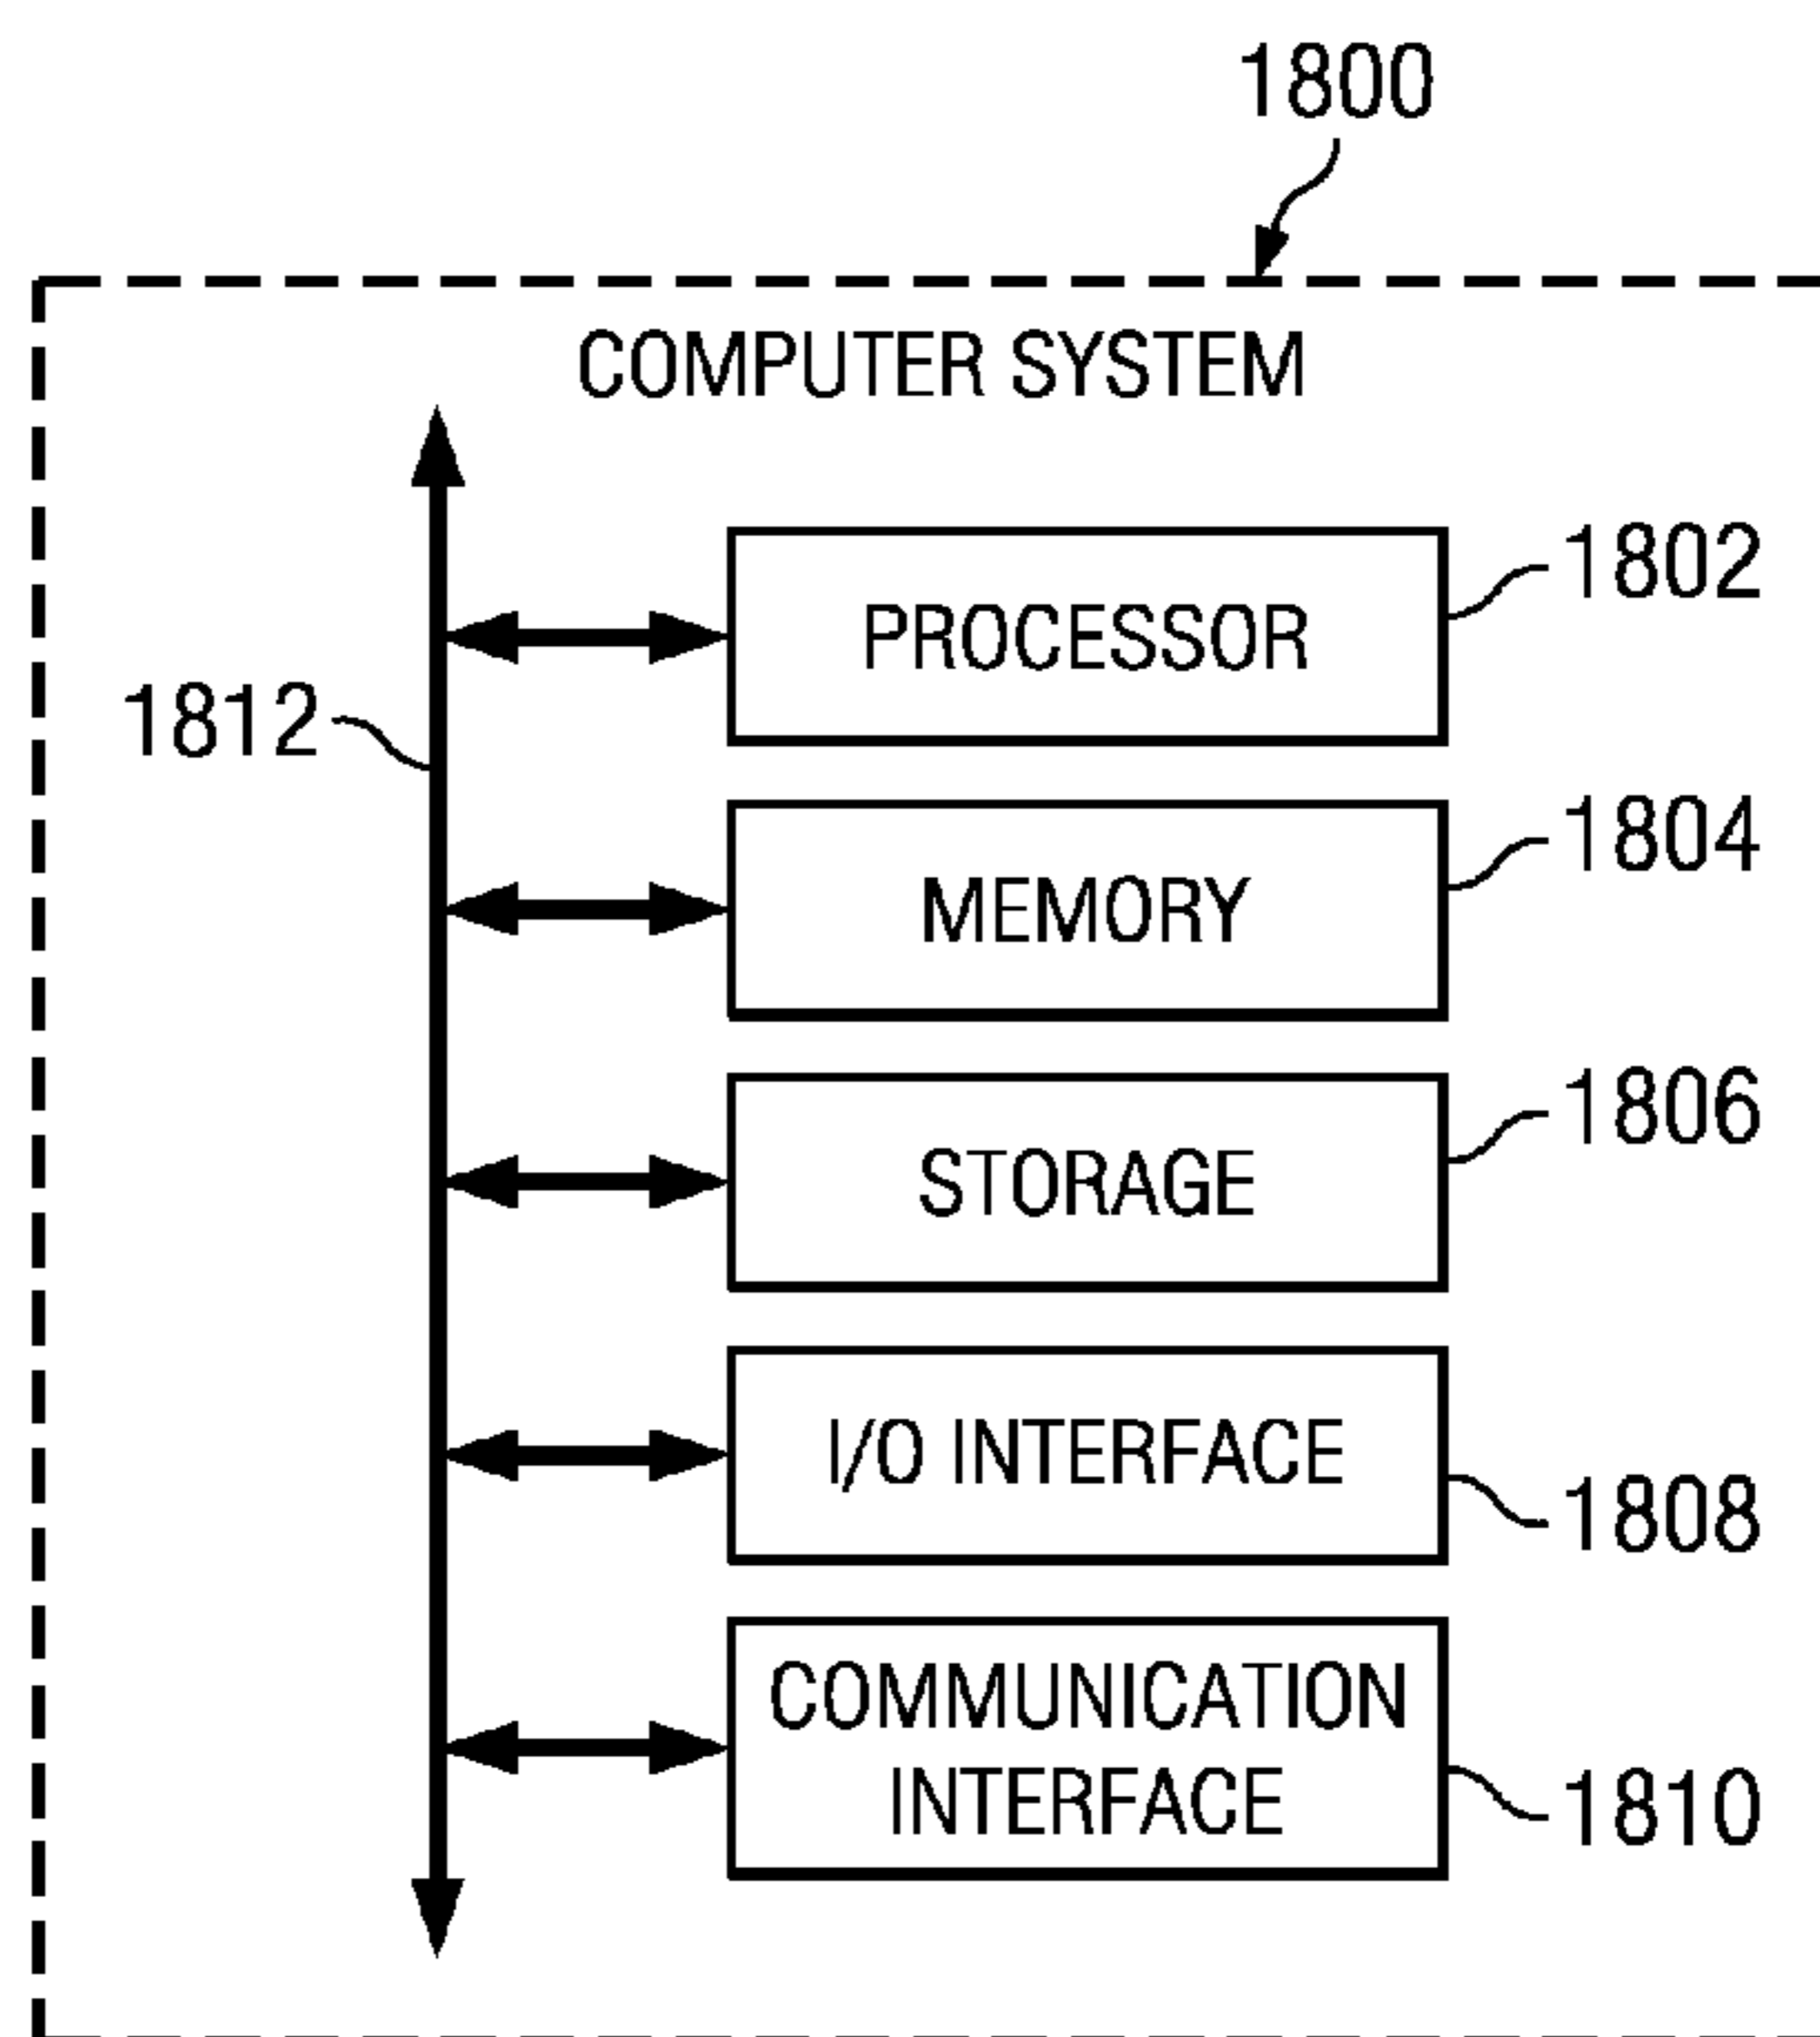 1800
COMPUTER SYSTEM
1802
PROCESSOR
1812
1804
MEMORY
1806
STORAGE
I/O INTERFACE
1808
COMMUNICATION
INTERFACE
1810